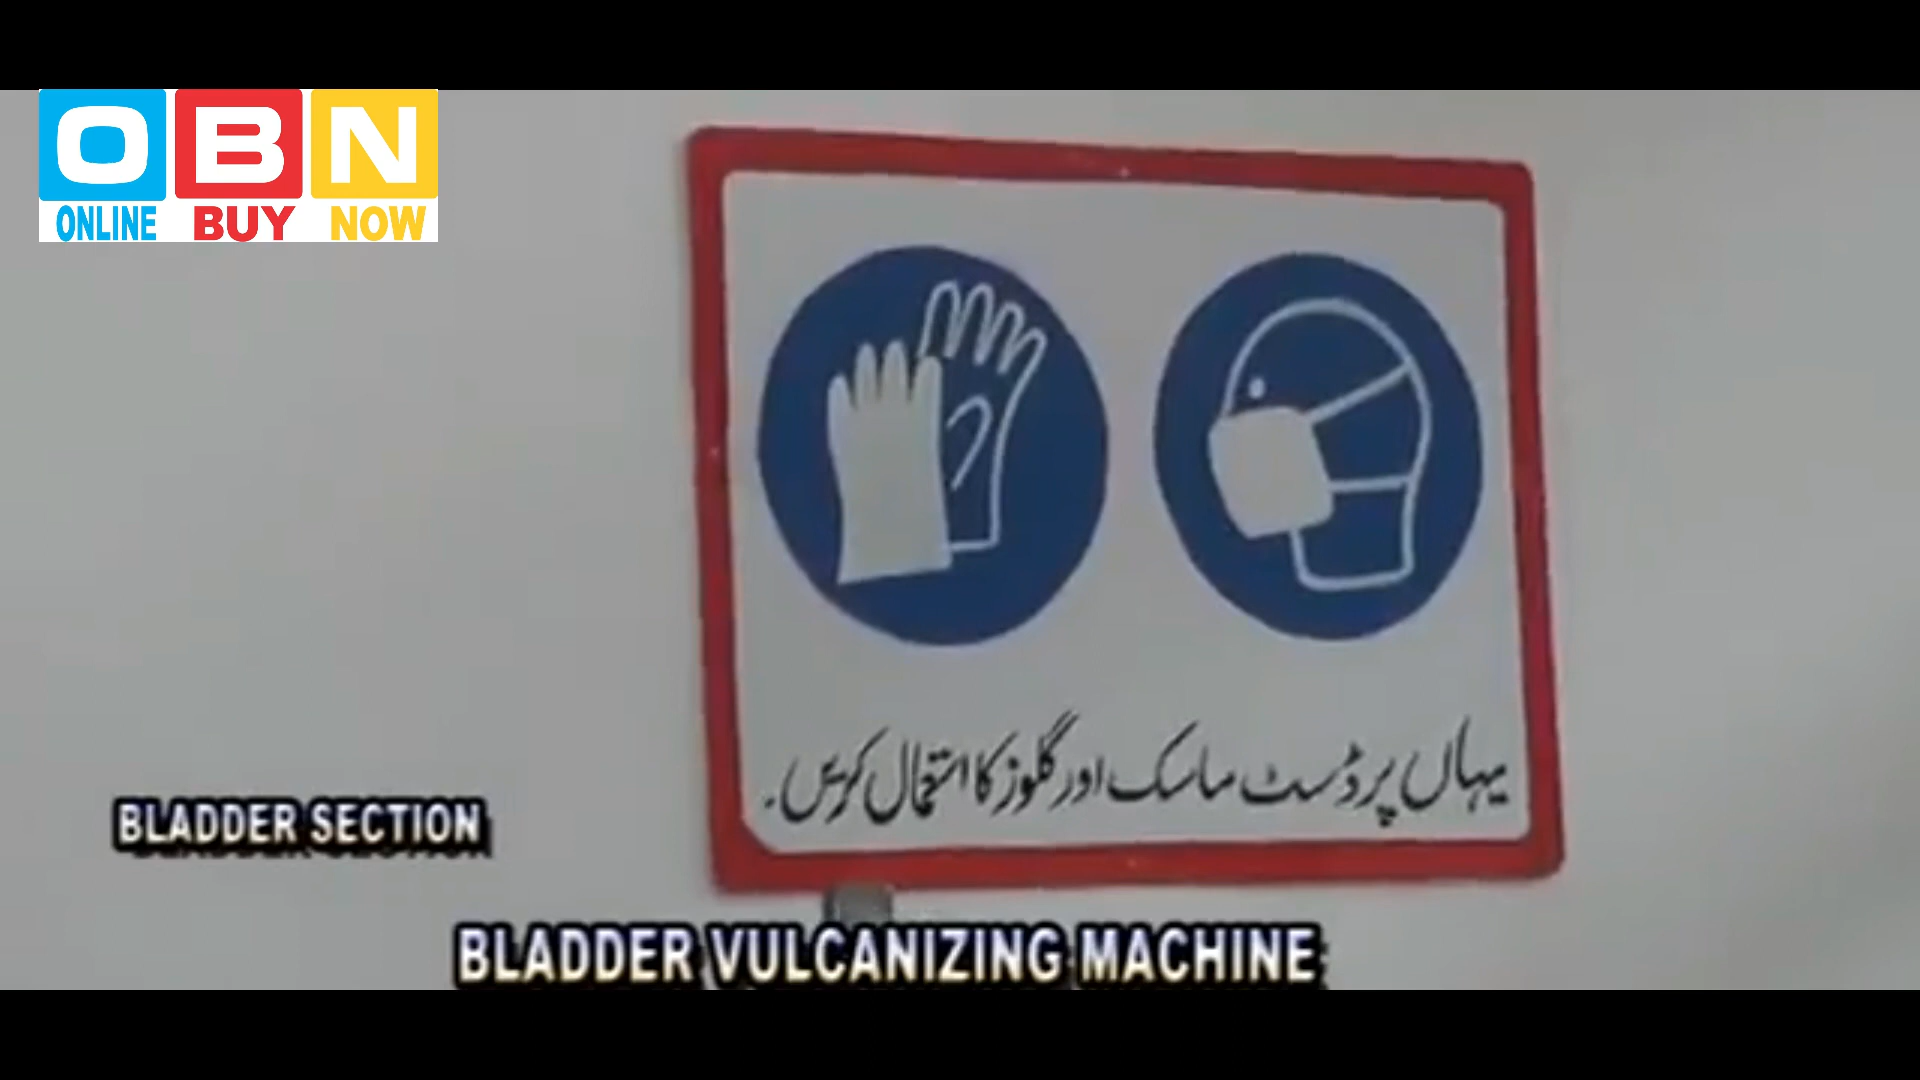 OBN
ONLINE BUY NOW
یہاں پر ڈسٹ ماسک اور گلوز کا استعمال کریں۔
BLADDER SECTION
BLADDER VULCANIZING MACHINE